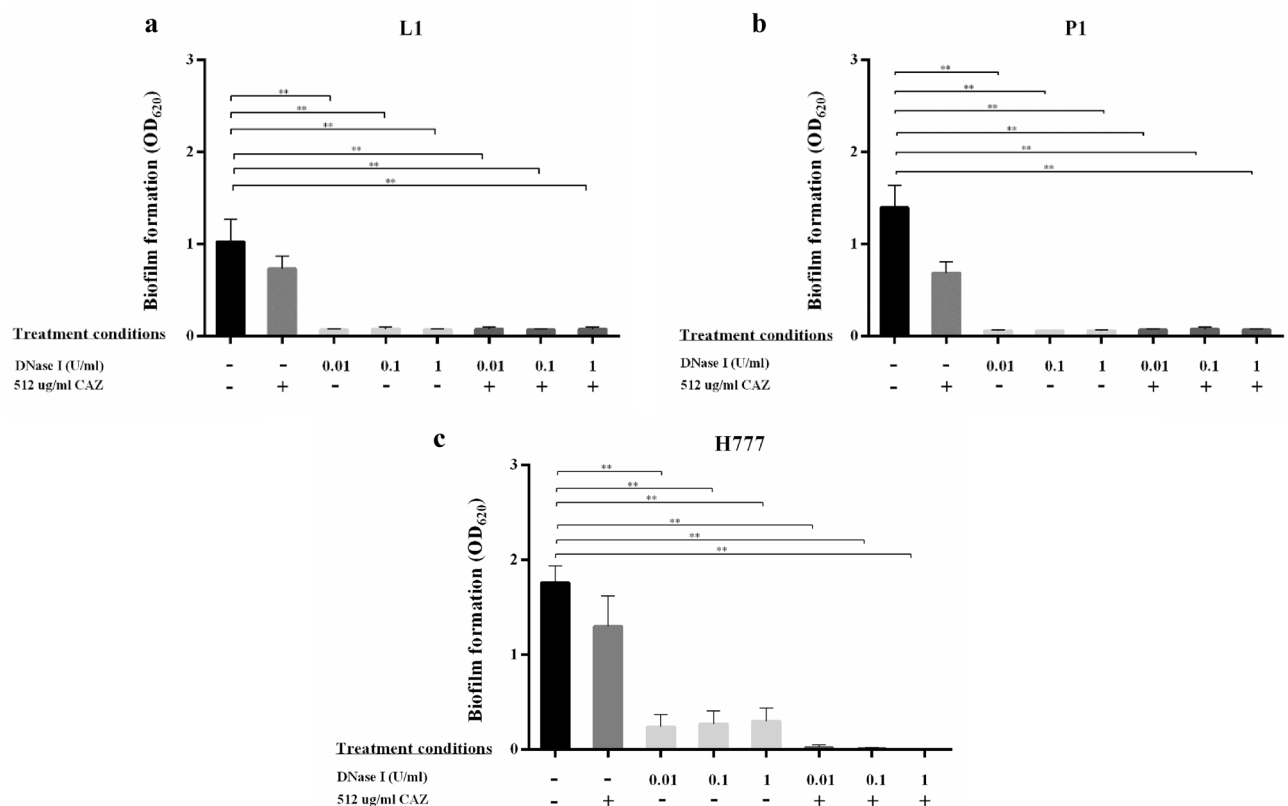 a
L1
3
2
1
0
Biofilm formation (OD620)
**
**
**
**
**
**
Treatment conditions
DNase I (U/ml) - - 0.01 0.1 1 0.01 0.1 1
512 ug/ml CAZ - + - - - + + +
b
P1
3
2
1
0
Biofilm formation (OD620)
**
**
**
**
**
**
Treatment conditions
DNase I (U/ml) - - 0.01 0.1 1 0.01 0.1 1
512 ug/ml CAZ - + - - - + + +
c
H777
3
2
1
0
Biofilm formation (OD620)
**
**
**
**
**
**
Treatment conditions
DNase I (U/ml) - - 0.01 0.1 1 0.01 0.1 1
512 ug/ml CAZ - + - - - + + +